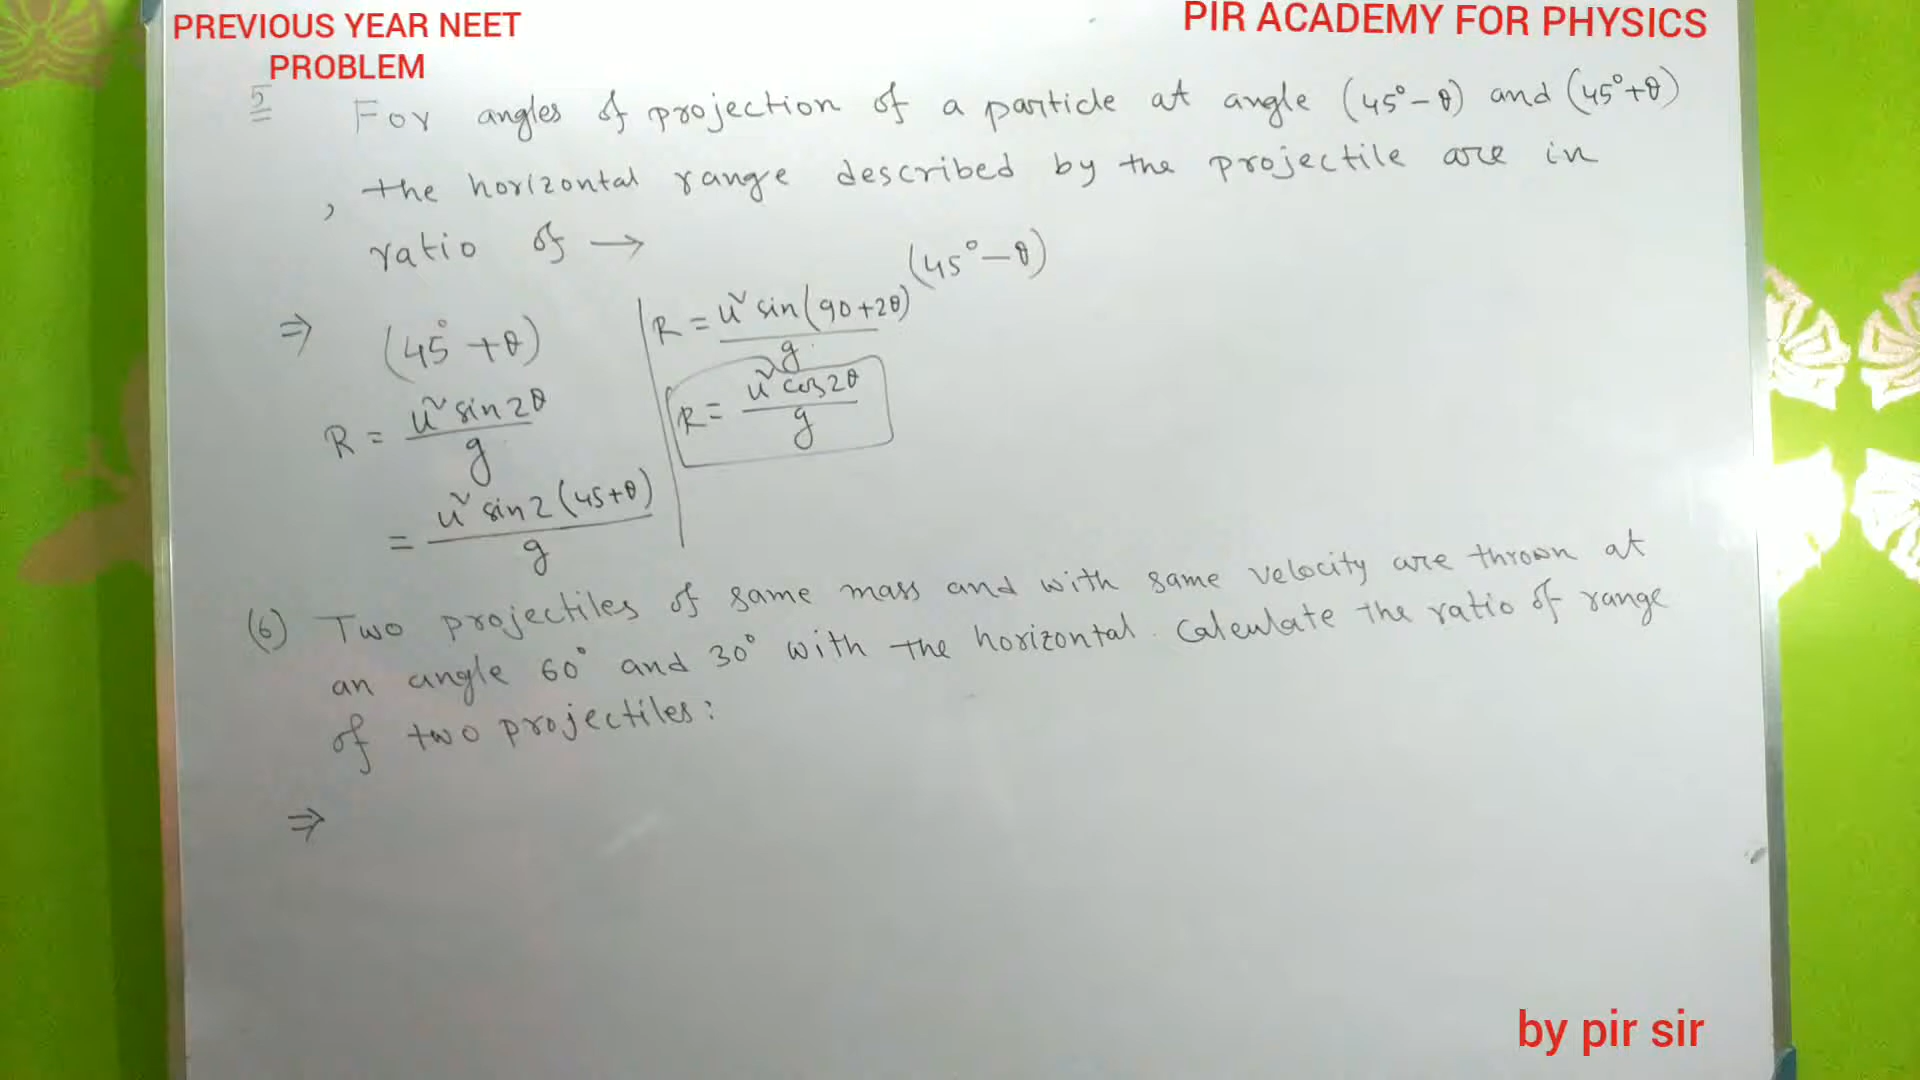 PREVIOUS YEAR NEET
PROBLEM
PIR ACADEMY FOR PHYSICS
5 For angles of projection of a particle at angle (45°-θ) and (45°+θ)
, the horizontal range described by the projectile are in
ratio of →
⇒ (45°+θ)
R = u² sin2θ / g
= u² sin2(45+θ) / g
R = u² sin(90+2θ) / g
R = u² cos2θ / g
(45°-θ)
(6) Two projectiles of same mass and with same velocity are thrown at
an angle 60° and 30° with the horizontal. Calculate the ratio of range
of two projectiles:
⇒
by pir sir